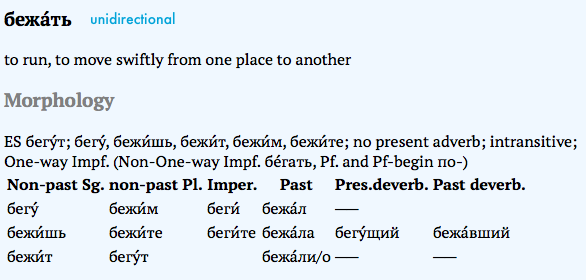 бежа́ть unidirectional
to run, to move swiftly from one place to another
Morphology
ES бегу́т; бегу́, бежи́шь, бежи́т, бежи́м, бежи́те; no present adverb; intransitive;
One-way Impf. (Non-One-way Impf. бе́гать, Pf. and Pf-begin по-)
Non-past Sg. non-past Pl. Imper. Past Pres.deverb. Past deverb.
бегу́ бежи́м беги́ бежа́л —–
бежи́шь бежи́те беги́те бежа́ла бегу́щий бежа́вший
бежи́т бегу́т бежа́ли/о —– —–